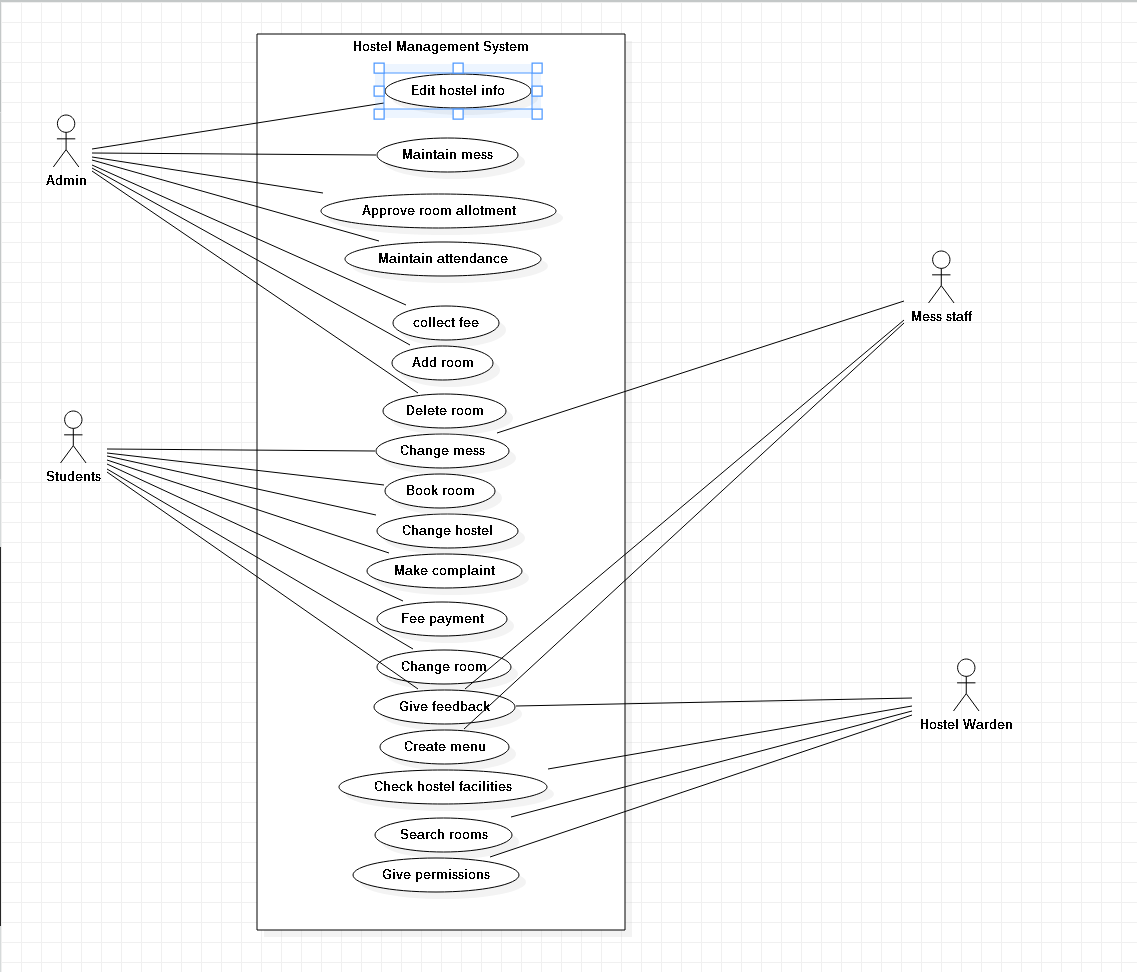 Hostel Management System
Edit hostel info
Maintain mess
Admin
Approve room allotment
Maintain attendance
Mess staff
collect fee
Add room
Delete room
Change mess
Students
Book room
Change hostel
Make complaint
Fee payment
Change room
Give feedback
Hostel Warden
Create menu
Check hostel facilities
Search rooms
Give permissions